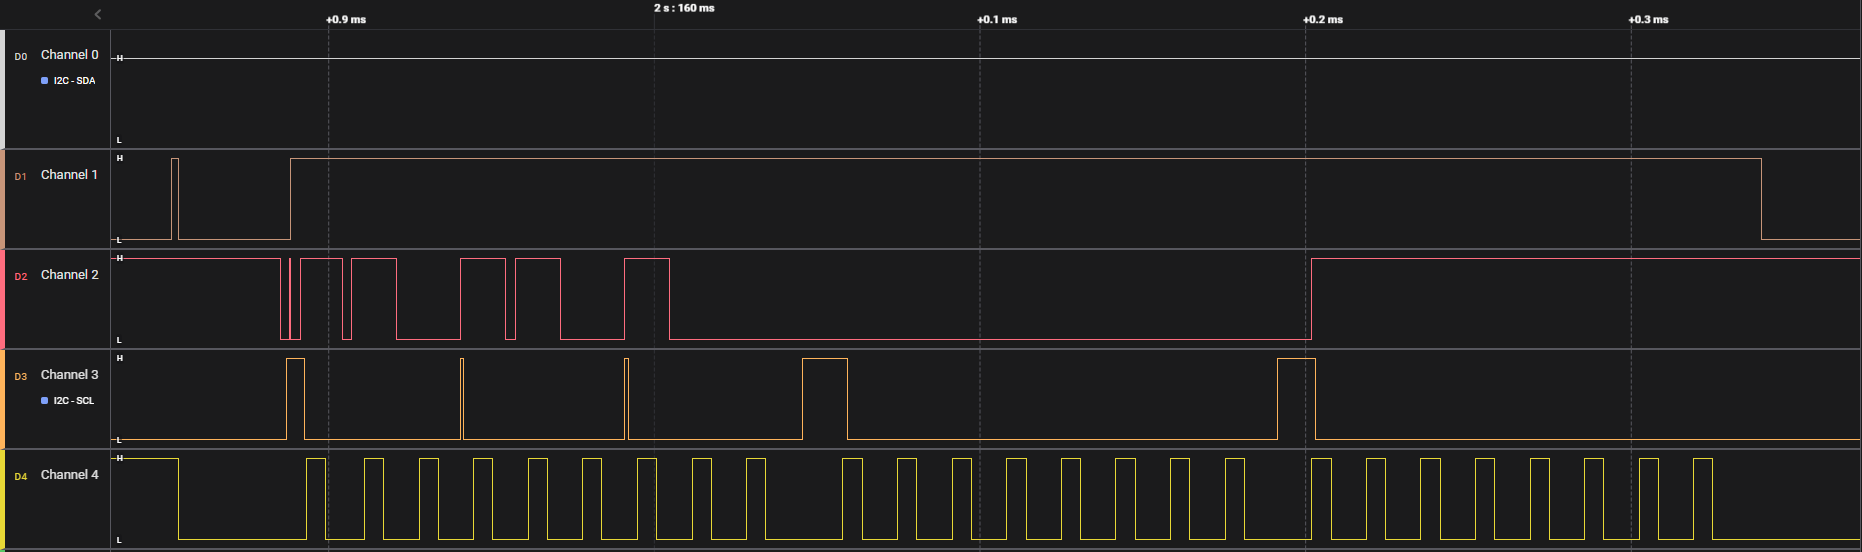 +0.9 ms
2 s : 160 ms
+0.1 ms
+0.2 ms
+0.3 ms
D0 Channel 0
I2C - SDA
H
L
D1 Channel 1
H
L
D2 Channel 2
H
L
D3 Channel 3
I2C - SCL
H
L
D4 Channel 4
H
L